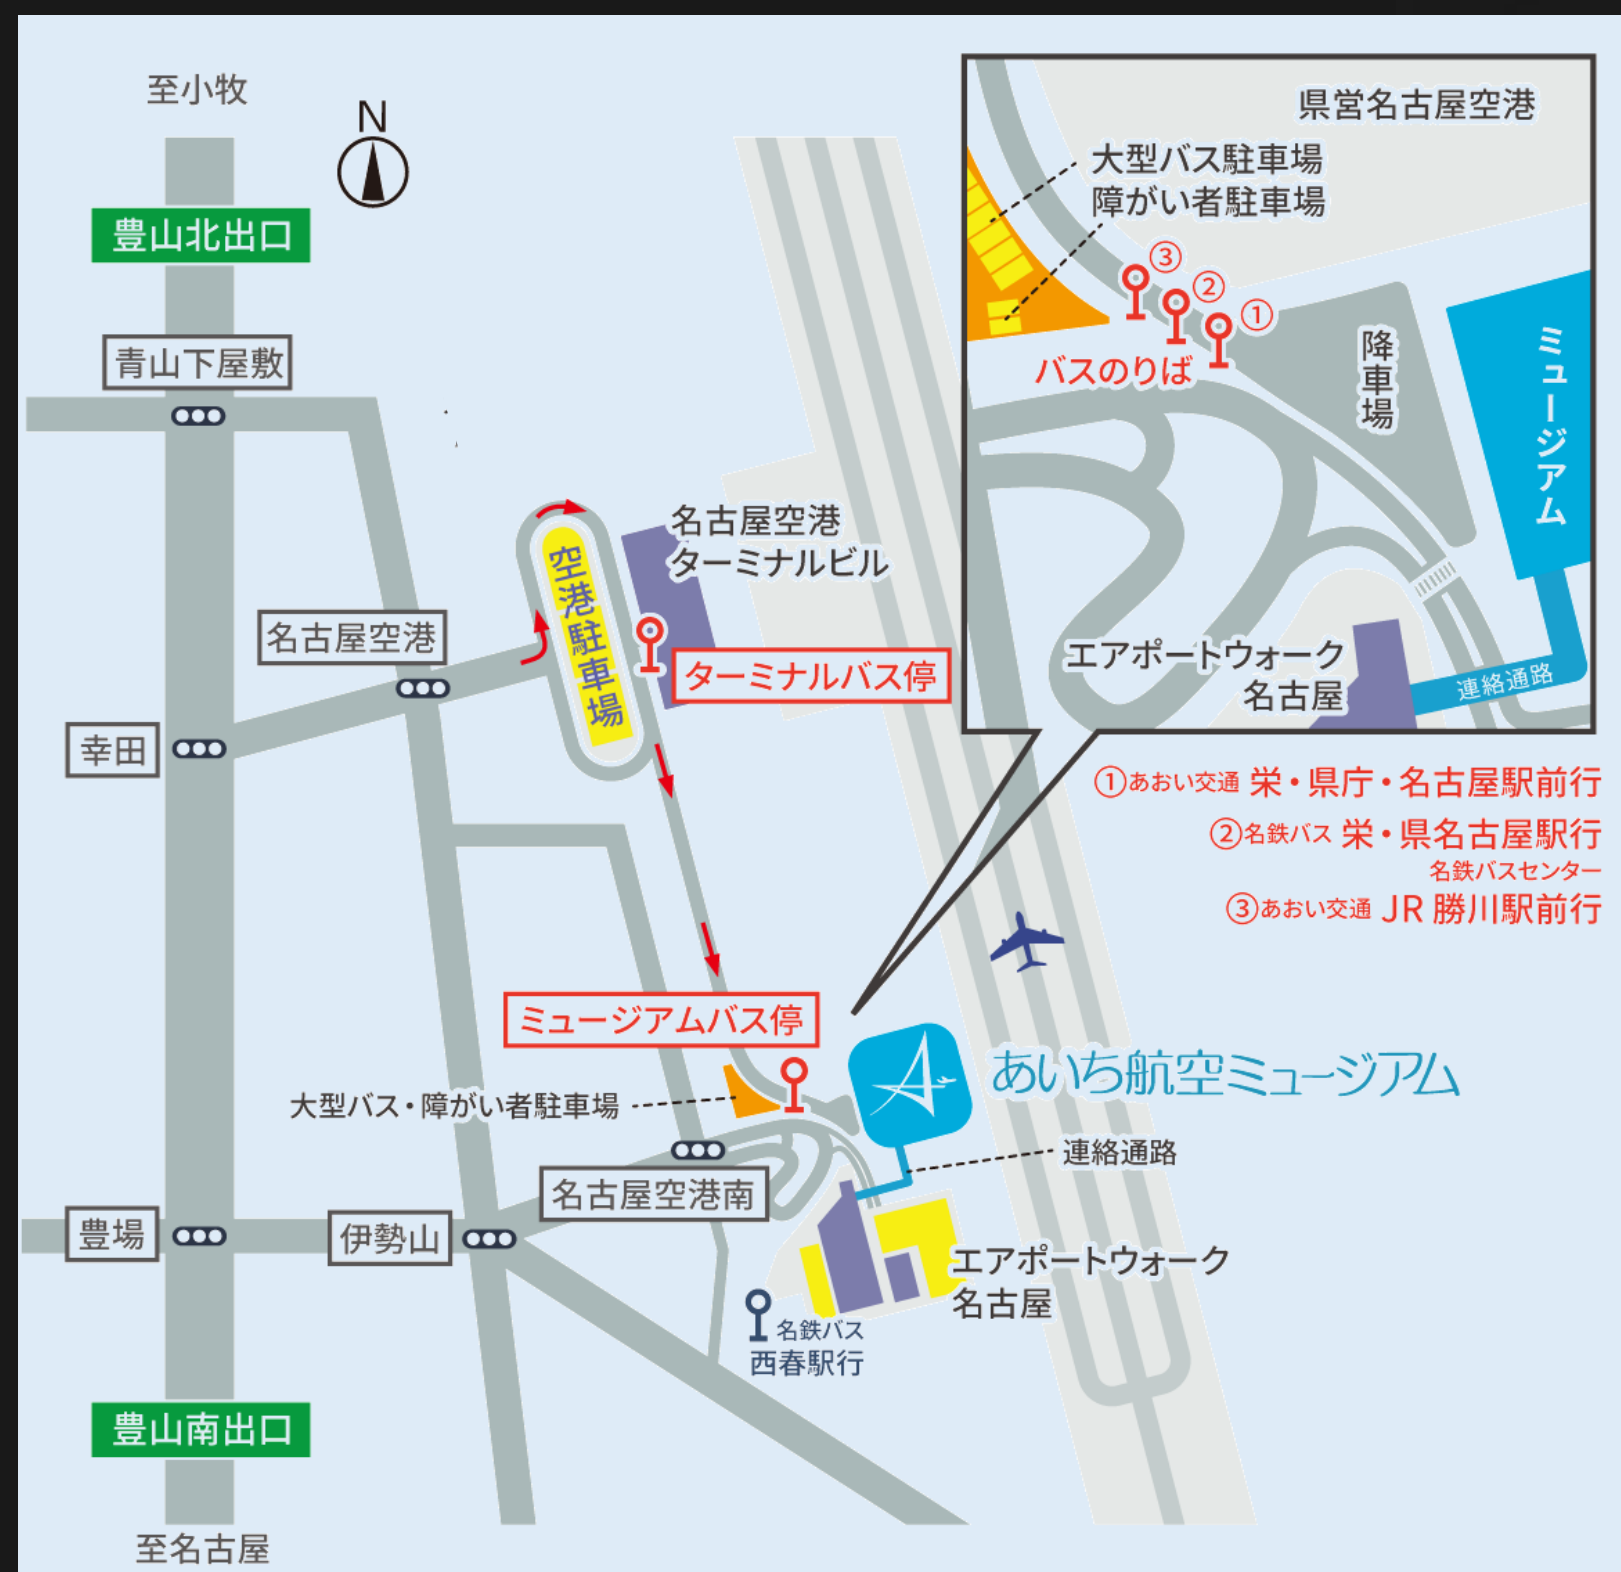 至小牧
N
豊山北出口
青山下屋敷
名古屋空港
幸田
空港駐車場
名古屋空港
ターミナルビル
ターミナルバス停
県営名古屋空港
大型バス駐車場
障がい者駐車場
③
②
①
バスのりば
降車場
ミュージアム
エアポートウォーク
名古屋
連絡通路
①あおい交通 栄・県庁・名古屋駅前行
②名鉄バス 栄・県名古屋駅行
名鉄バスセンター
③あおい交通 JR 勝川駅前行
ミュージアムバス停
大型バス・障がい者駐車場
あいち航空ミュージアム
連絡通路
名古屋空港南
豊場
伊勢山
エアポートウォーク
名古屋
名鉄バス
西春駅行
豊山南出口
至名古屋